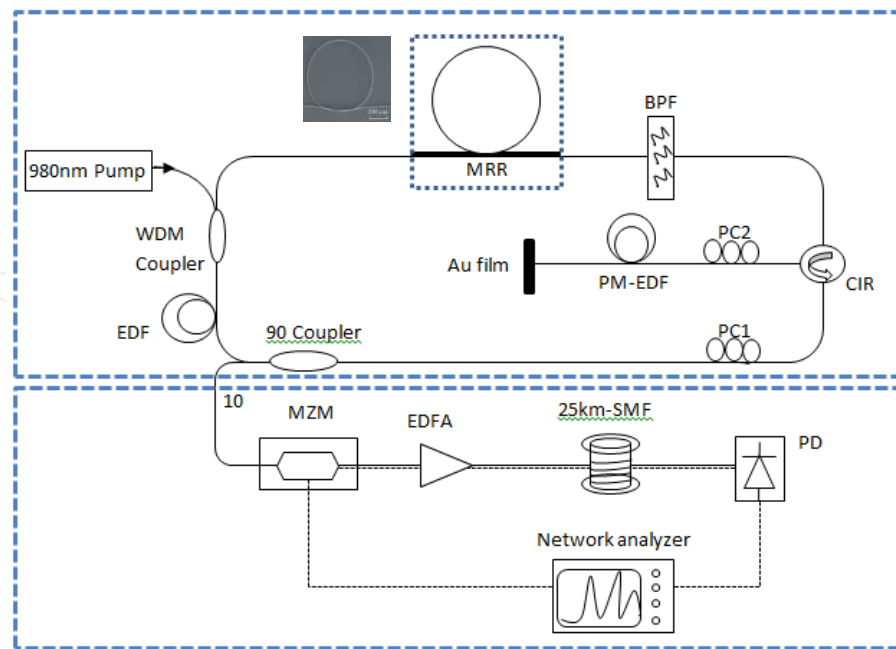 BPF
980nm Pump
MRR
WDM
Coupler
PC2
Au film
PM-EDF
CIR
EDF
90 Coupler
PC1
10
MZM
EDFA
25km-SMF
PD
Network analyzer